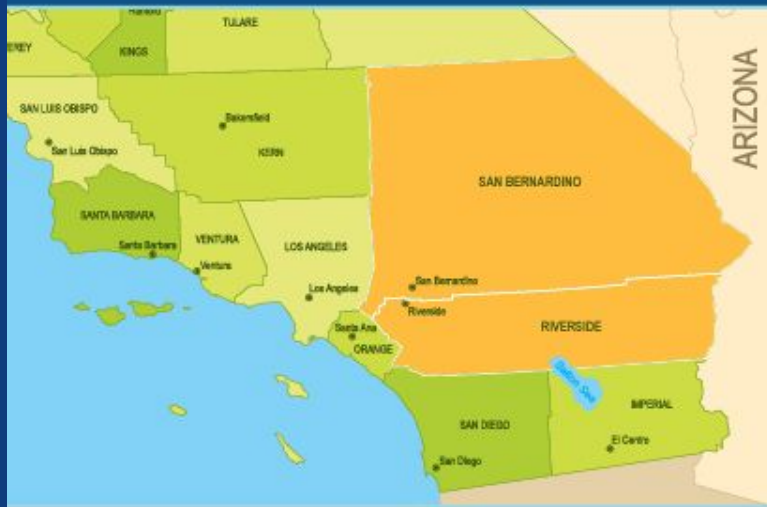 TULARE
EREY
KINGS
SAN LUIS OBISPO
San Luis Obispo
Bakersfield
KERN
ARIZONA
SAN BERNARDINO
SANTA BARBARA
Santa Barbara
VENTURA
Ventura
LOS ANGELES
Los Angeles
San Bernardino
Riverside
RIVERSIDE
Santa Ana
ORANGE
Salton Sea
IMPERIAL
El Centro
SAN DIEGO
San Diego